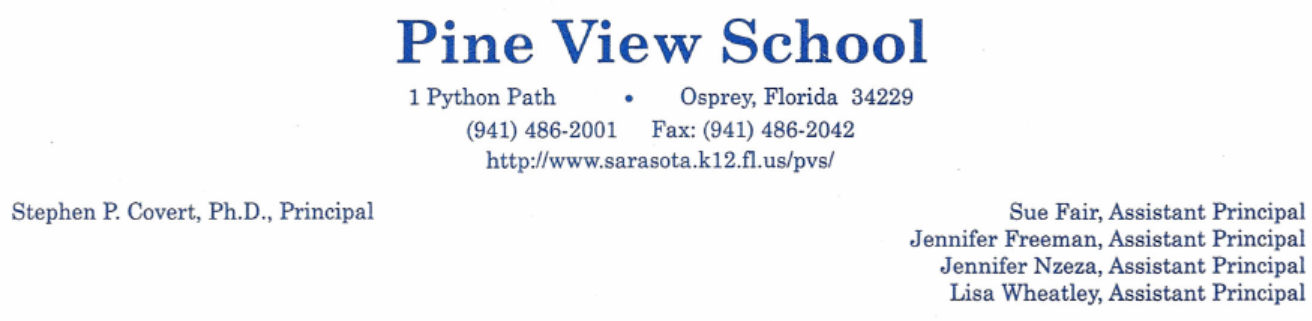 Pine View School
1 Python Path • Osprey, Florida 34229
(941) 486-2001 Fax: (941) 486-2042
http://www.sarasota.k12.fl.us/pvs/
Stephen P. Covert, Ph.D., Principal
Sue Fair, Assistant Principal
Jennifer Freeman, Assistant Principal
Jennifer Nzeza, Assistant Principal
Lisa Wheatley, Assistant Principal